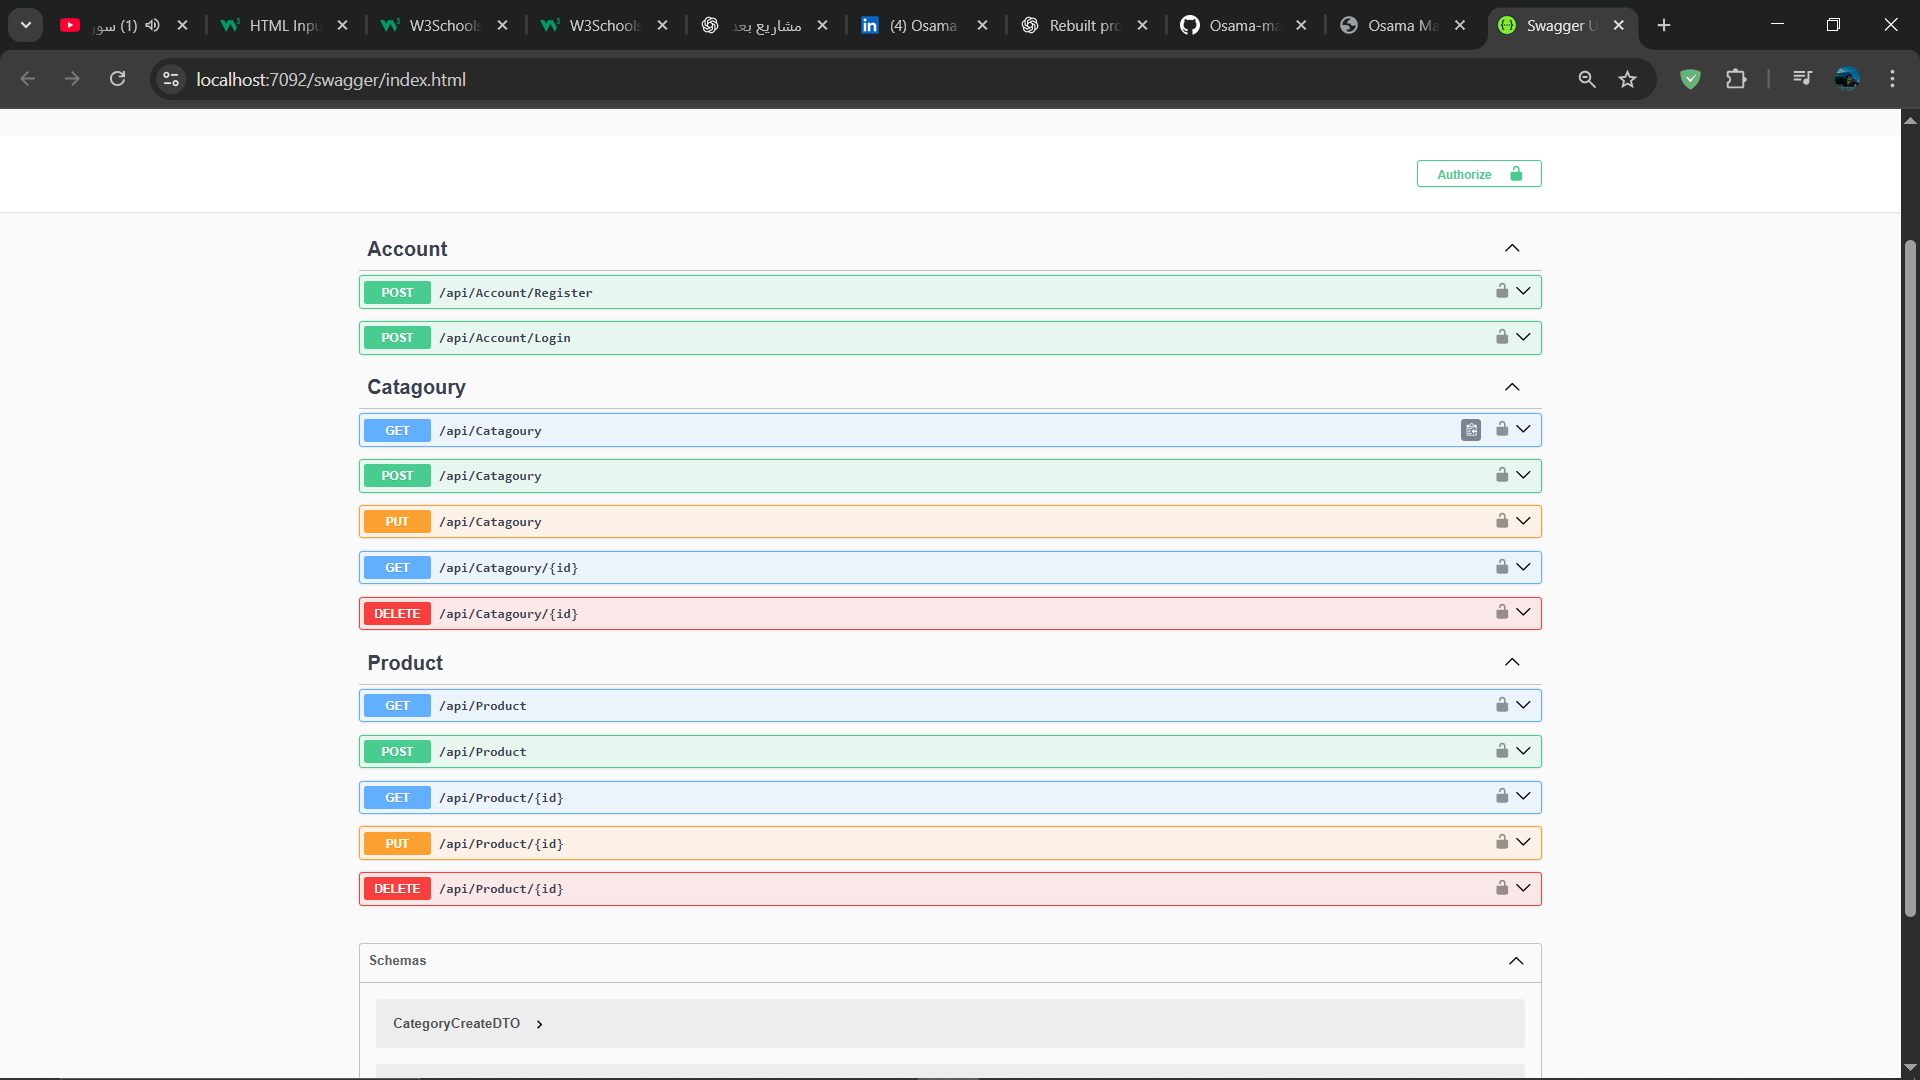 (1) سور
HTML Inpu
W3Schools
W3Schools
مشاريع بعد
(4) Osama
Rebuilt pro
Osama-ma
Osama Ma
Swagger U
localhost:7092/swagger/index.html
Authorize
Account
POST /api/Account/Register
POST /api/Account/Login
Catagoury
GET /api/Catagoury
POST /api/Catagoury
PUT /api/Catagoury
GET /api/Catagoury/{id}
DELETE /api/Catagoury/{id}
Product
GET /api/Product
POST /api/Product
GET /api/Product/{id}
PUT /api/Product/{id}
DELETE /api/Product/{id}
Schemas
CategoryCreateDTO